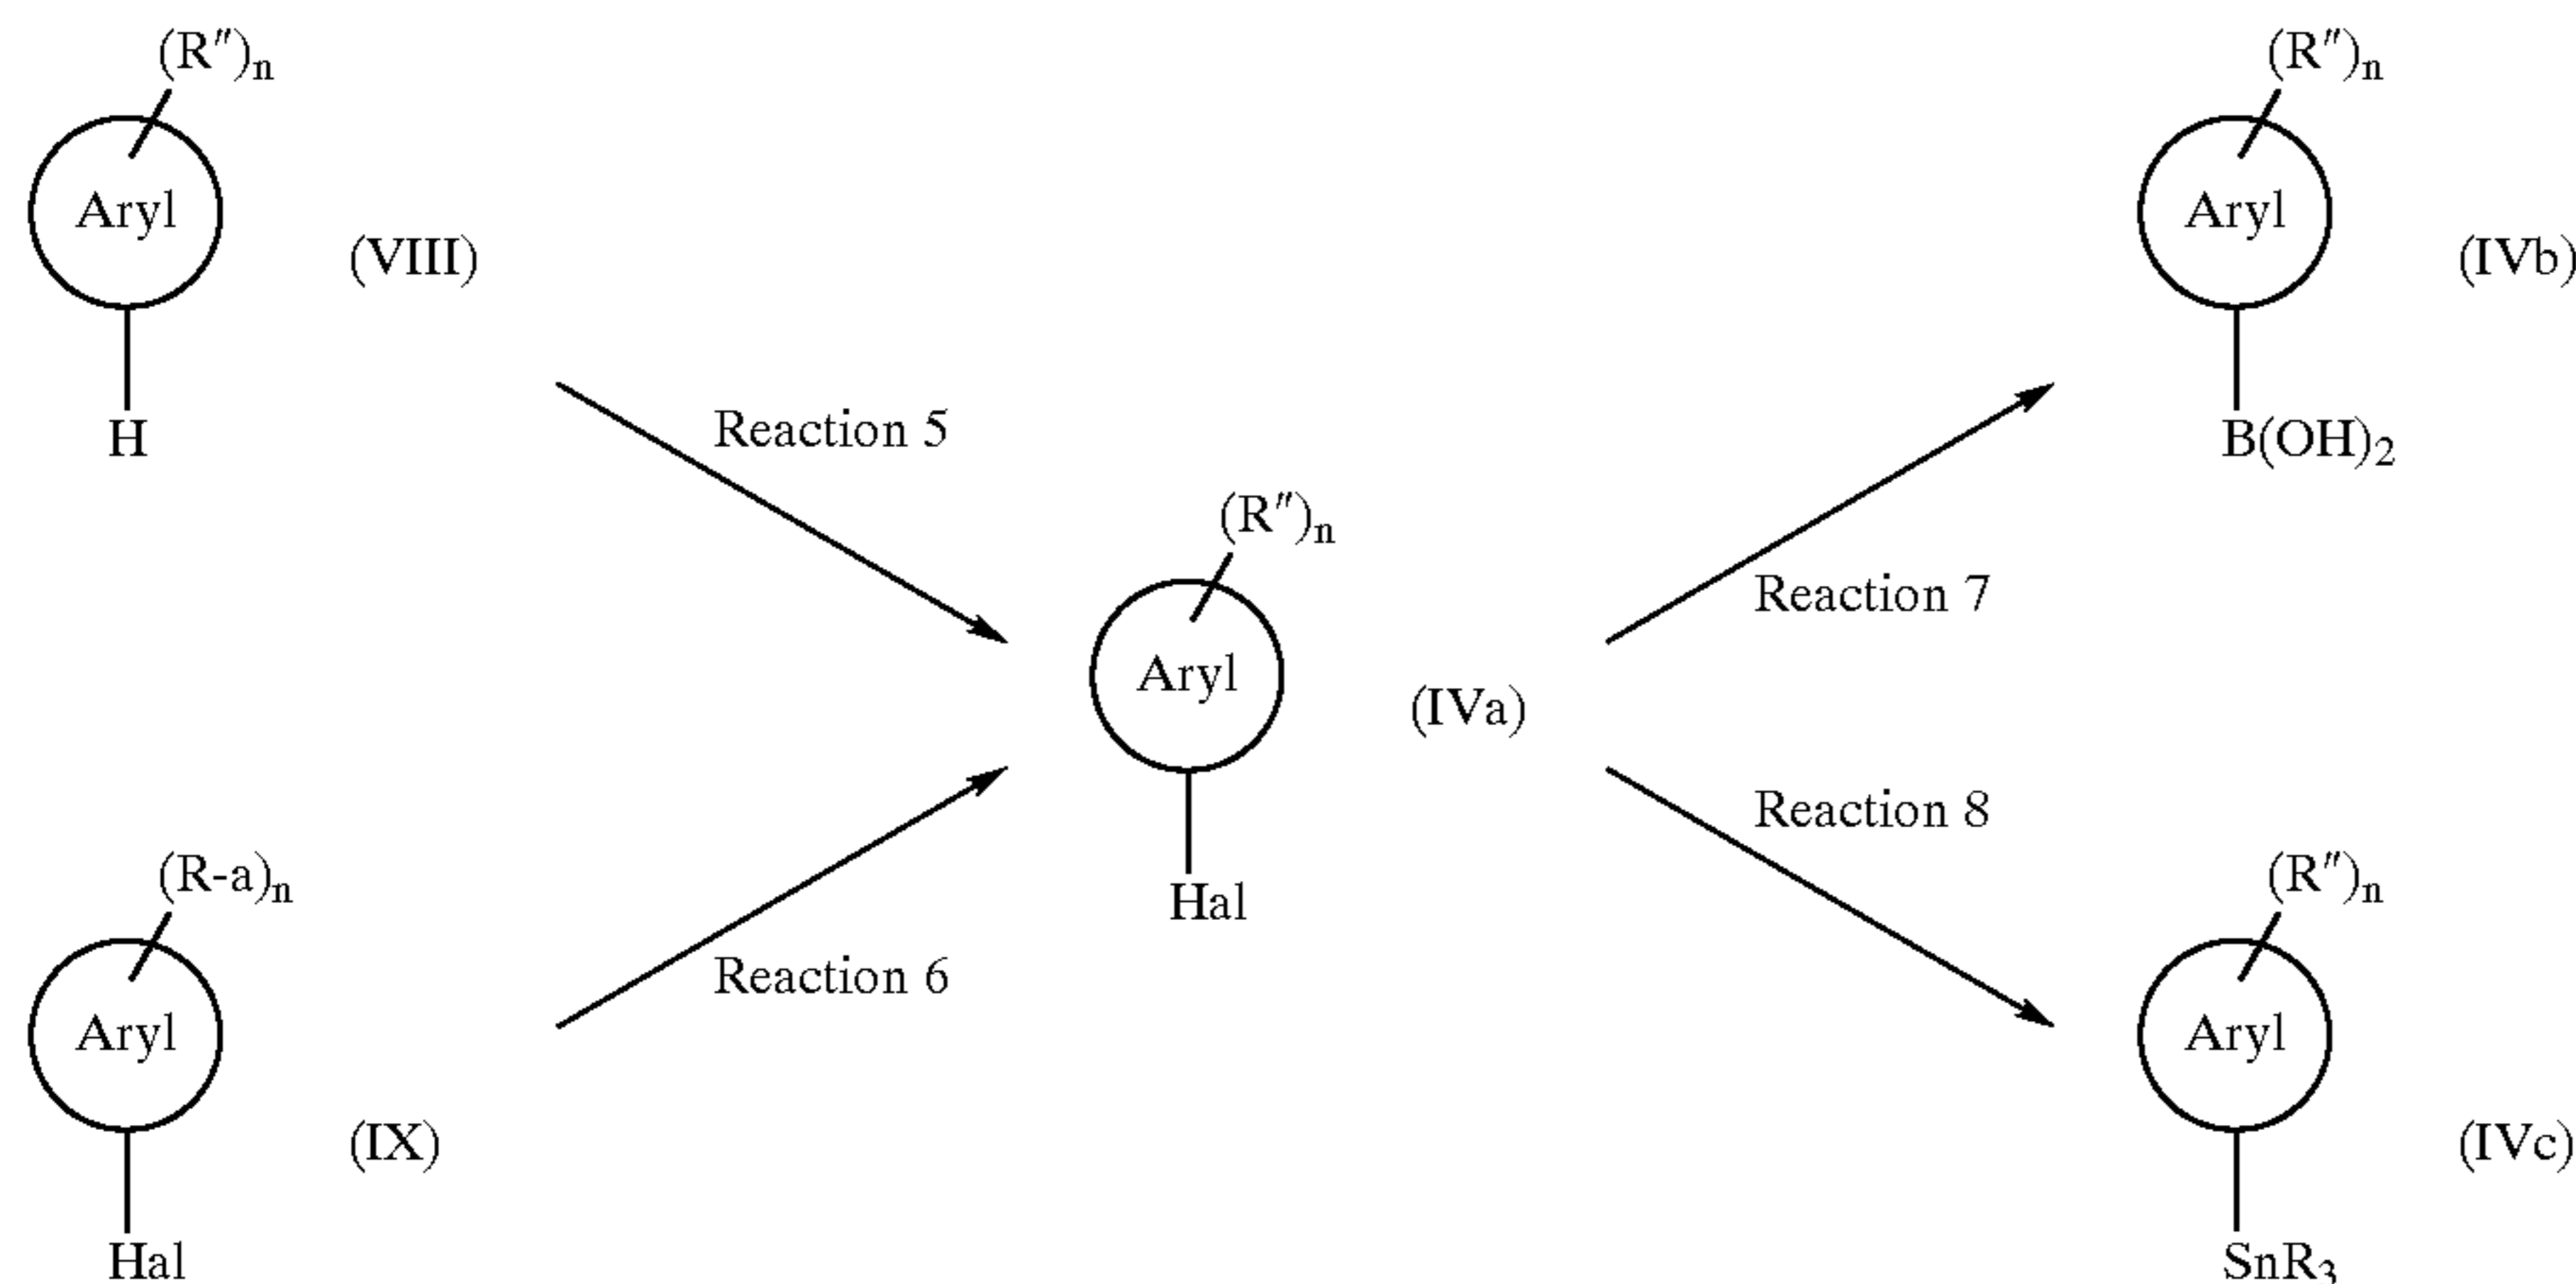 (R″)n
Aryl
(VIII)
H
Reaction 5
(R-a)n
Aryl
(IX)
Hal
Reaction 6
(R″)n
Aryl
(IVa)
Hal
Reaction 7
Reaction 8
(R″)n
Aryl
(IVb)
B(OH)2
(R″)n
Aryl
(IVc)
SnR3